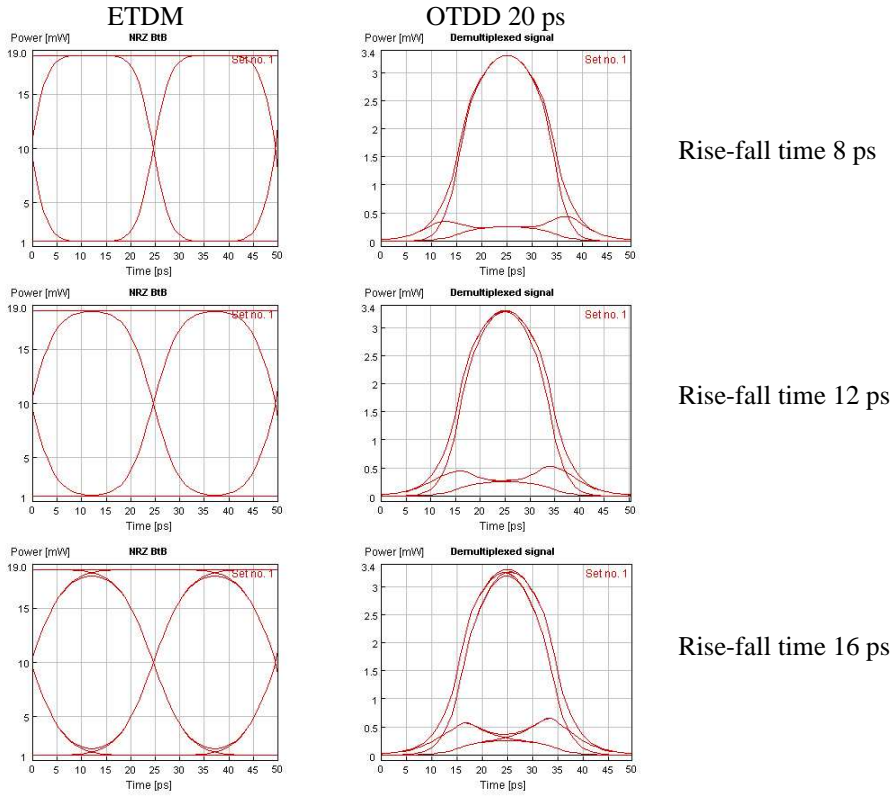 ETDM OTDD 20 ps
Power [mW] NRZ BtB
Set no. 1
19.0
15
10
5
1
0 5 10 15 20 25 30 35 40 45 50
Time [ps]
Power [mW] Demultiplexed signal
Set no. 1
3.4
3
2.5
2
1.5
1
0.5
0
0 5 10 15 20 25 30 35 40 45 50
Time [ps]
Rise-fall time 8 ps
Power [mW] NRZ BtB
Set no. 1
19.0
15
10
5
1
0 5 10 15 20 25 30 35 40 45 50
Time [ps]
Power [mW] Demultiplexed signal
Set no. 1
3.4
3
2.5
2
1.5
1
0.5
0
0 5 10 15 20 25 30 35 40 45 50
Time [ps]
Rise-fall time 12 ps
Power [mW] NRZ BtB
Set no. 1
19.0
15
10
5
1
0 5 10 15 20 25 30 35 40 45 50
Time [ps]
Power [mW] Demultiplexed signal
Set no. 1
3.4
3
2.5
2
1.5
1
0.5
0
0 5 10 15 20 25 30 35 40 45 50
Time [ps]
Rise-fall time 16 ps